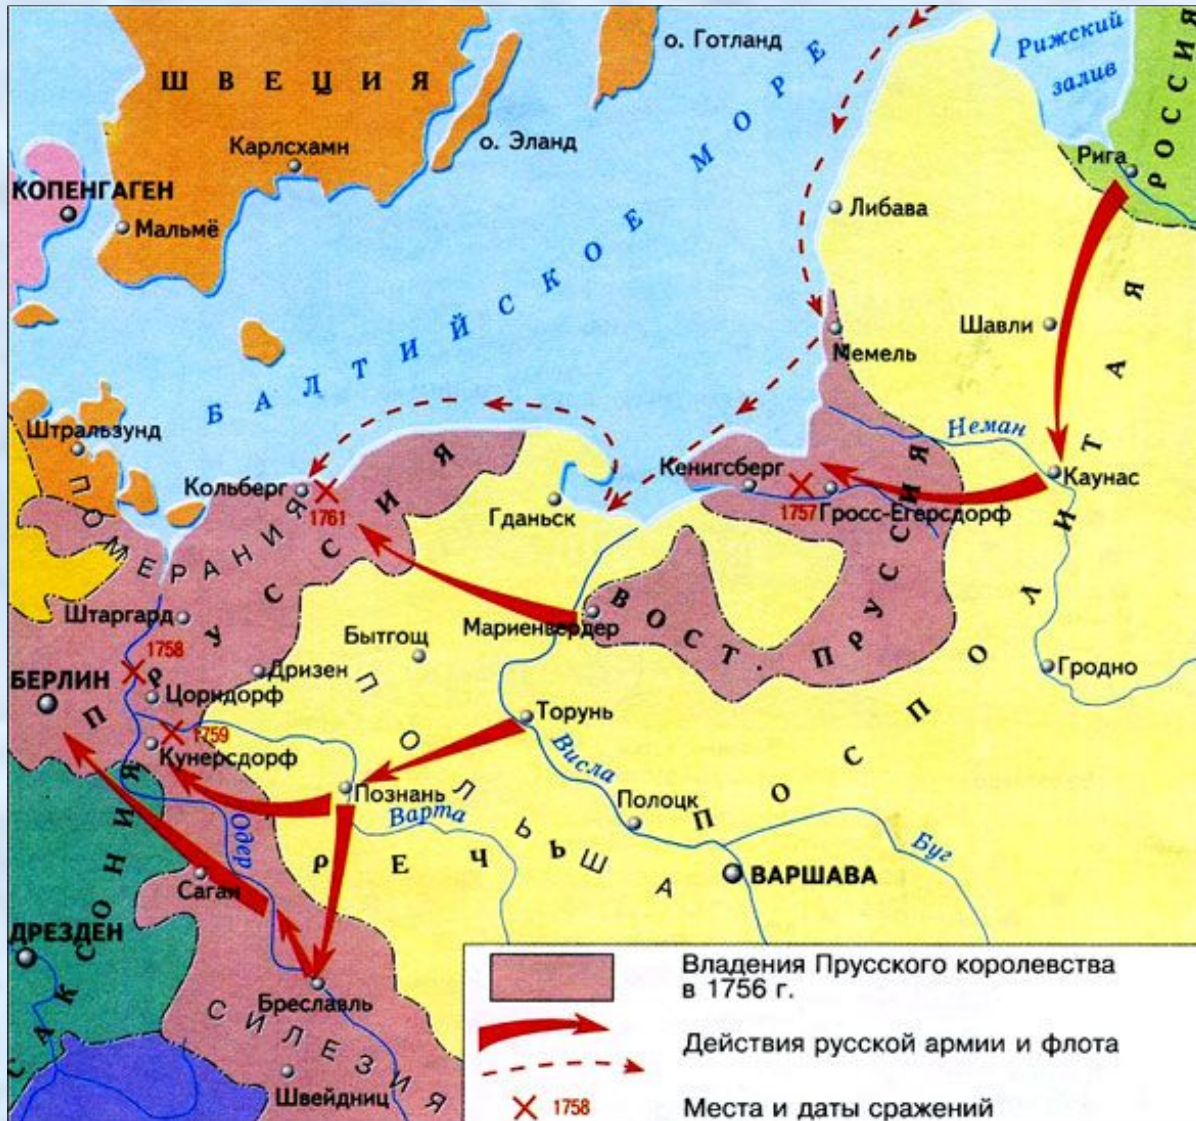 ШВЕЦИЯ
о. Готланд
Рижский
залив
РОССИЯ
Карлсхамн
о. Эланд
Рига
КОПЕНГАГЕН
Мальмё
Либава
БАЛТИЙСКОЕ МОРЕ
Шавли
Мемель
Неман
Штральзунд
Кольберг
1761
Кенигсберг
Каунас
Гданьск
1757
Гросс-Егерсдорф
ПОМЕРАНИЯ
ПРУССИЯ
Штаргард
Мариенвердер
ВОСТ. ПРУССИЯ
Бытгощ
1758
Дризен
Гродно
БЕРЛИН
Цорндорф
Торунь
1759
Кунерсдорф
Висла
Познань
Варта
Полоцк
Одер
Буг
РЕЧЬ ПОСПОЛИТАЯ
ПОЛЬША
ВАРШАВА
Саган
ДРЕЗДЕН
САКСОНИЯ
Бреславль
СИЛЕЗИЯ
Швейдниц
Владения Прусского королевства
в 1756 г.
Действия русской армии и флота
1758
Места и даты сражений